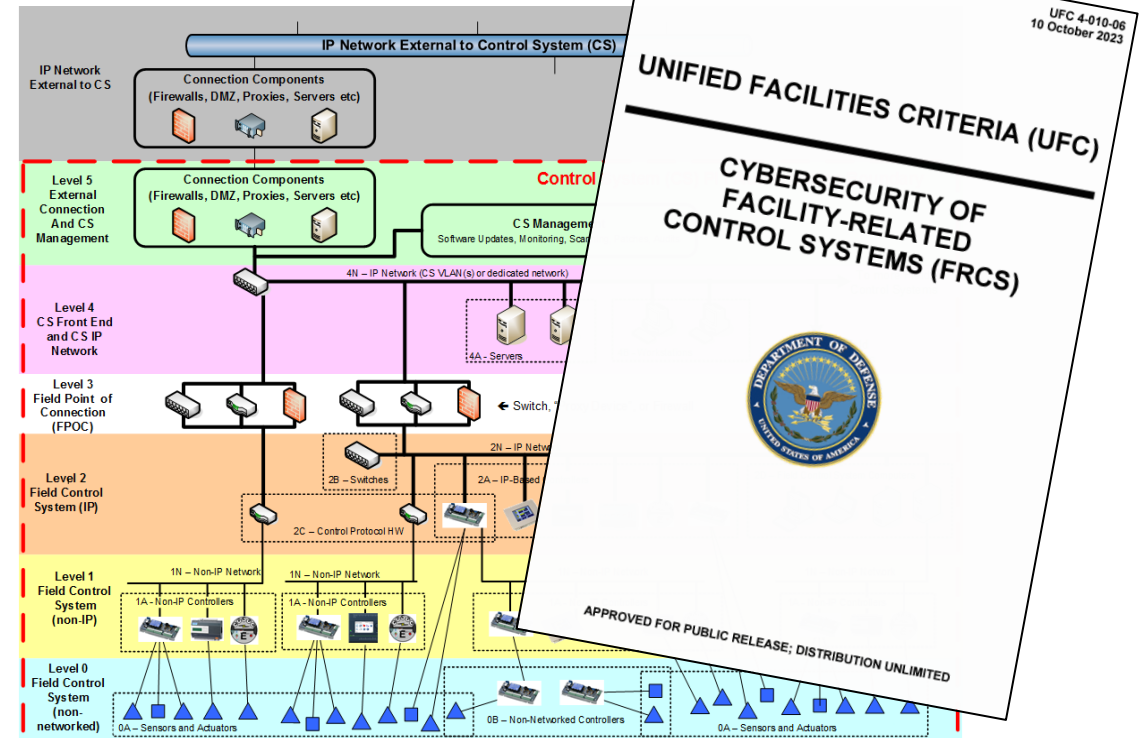 IP Network External to Control System (CS)
IP Network
External to CS
Connection Components
(Firewalls, DMZ, Proxies, Servers etc)
Level 5
External
Connection
And CS
Management
Connection Components
(Firewalls, DMZ, Proxies, Servers etc)
Control
CS Manageme
Software Updates, Monitoring, Scan
4N – IP Network (CS VLAN(s) or dedicated network)
Level 4
CS Front End
and CS IP
Network
4A - Servers
Level 3
Field Point of
Connection
(FPOC)
🡸 Switch,
Level 2
Field Control
System (IP)
2N – IP Netw
2B – Switches
2A – IP-Based
2C – Control Protocol HW
Level 1
Field Control
System
(non-IP)
1N – Non-IP Network
1N – Non-IP Network
1A - Non-IP Controllers
1A - Non-IP Controllers
E
E
Level 0
Field Control
System
(non-
networked)
0A – Sensors and Actuators
0B – Non-Networked Controllers
0A – Sensors and Actuators
UFC 4-010-06
10 October 2023
UNIFIED FACILITIES CRITERIA (UFC)
CYBERSECURITY OF
FACILITY-RELATED
CONTROL SYSTEMS (FRCS)
DEPARTMENT OF DEFENSE
UNITED STATES OF AMERICA
APPROVED FOR PUBLIC RELEASE; DISTRIBUTION UNLIMITED